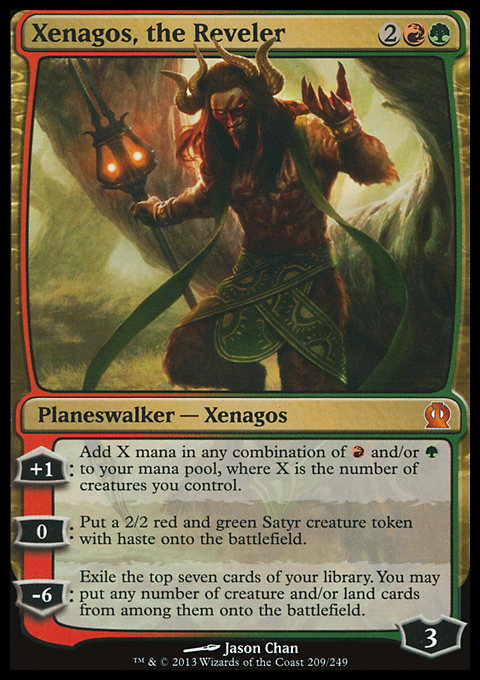 Xenagos, the Reveler 2
Planeswalker — Xenagos
+1: Add X mana in any combination of and/or
to your mana pool, where X is the number of
creatures you control.
0: Put a 2/2 red and green Satyr creature token
with haste onto the battlefield.
-6: Exile the top seven cards of your library. You may
put any number of creature and/or land cards
from among them onto the battlefield.
3
Jason Chan
™ & © 2013 Wizards of the Coast 209/249